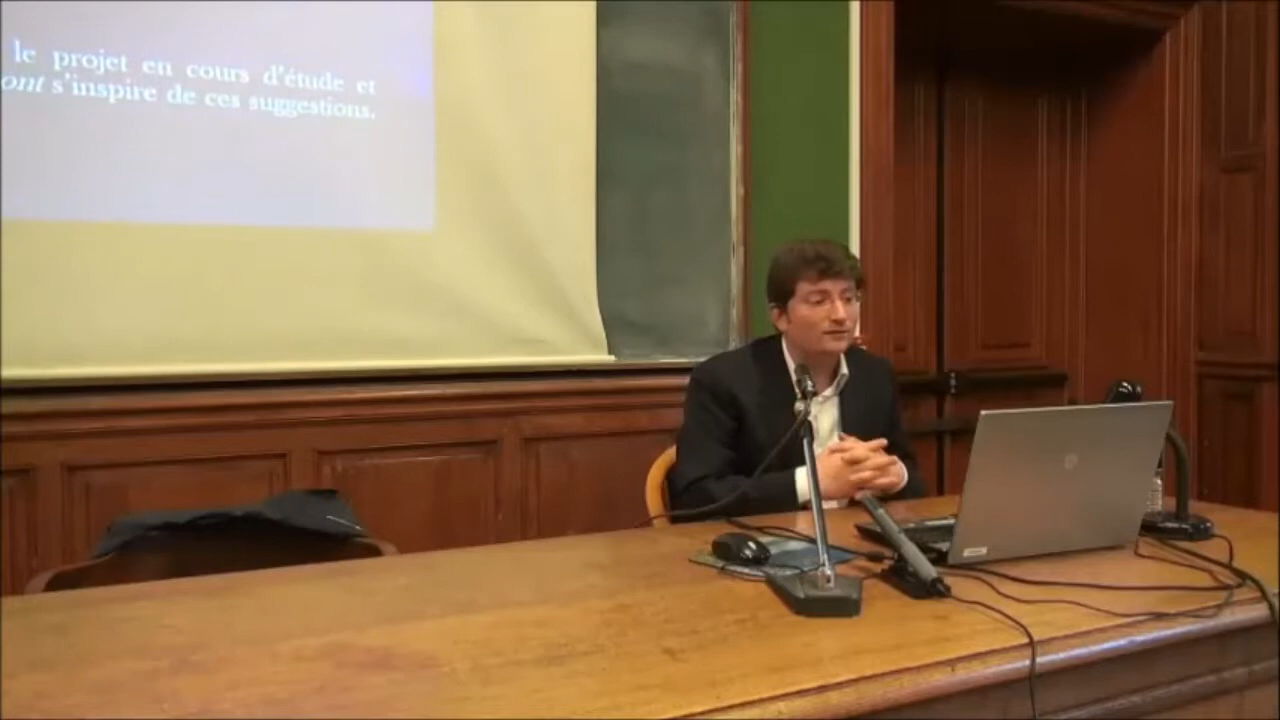 le projet en cours d'étude et
ont s'inspire de ces suggestions.